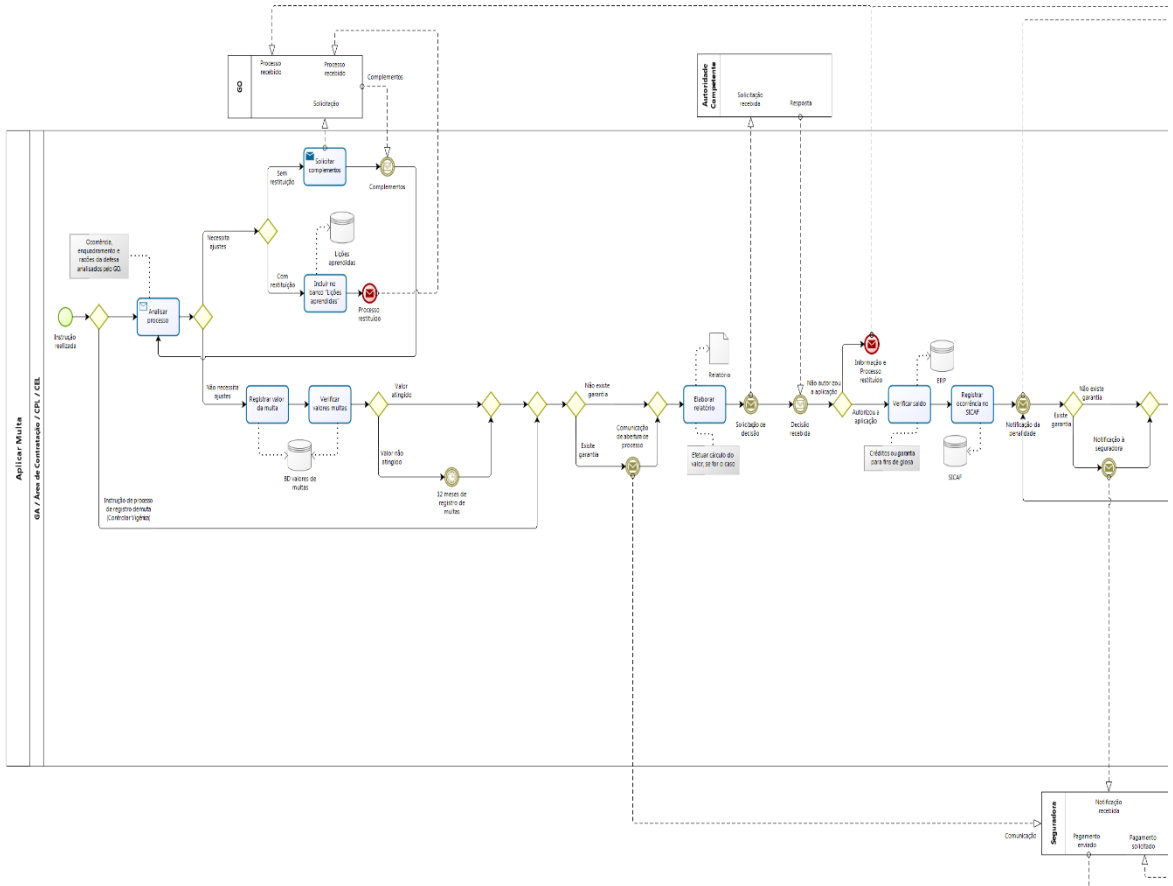 Aplicar Multa
GA / Área de Contratação / CPL / CEL
GO
Processo
recebido
Processo
recebido
Solicitação
Complementos
Autoridade
Competente
Solicitação
recebida
Resposta
Solicitar
complementos
Sem
restituição
Complementos
Ocorrência,
enquadramento e
razões da defesa
analisados pelo GO.
Necessita
ajustes
Lições
aprendidas
Com
restituição
Incluir no
banco "Lições
aprendidas"
Processo
restituído
Instrução
realizada
Analisar
processo
Não necessita
ajustes
Registrar valor
da multa
Verificar
valores multas
BD valores de
multas
Valor
atingido
Valor não
atingido
12 meses de
registro de
multas
Instrução de processo
de registro de multa
(Controlar Vigência)
Não existe
garantia
Existe
garantia
Comunicação
de abertura de
processo
Relatório
Elaborar
relatório
Efetuar cálculo do
valor, se for o caso
Solicitação de
decisão
Decisão
recebida
Não autorizou
a aplicação
Informação e
Processo
restituído
Autorizou a
aplicação
ERP
Verificar saldo
Créditos ou garantia
para fins de glosa
Registrar
ocorrência no
SICAF
SICAF
Notificação da
penalidade
Não existe
garantia
Existe
garantia
Notificação à
seguradora
Comunicação
Seguradora
Notificação
recebida
Pagamento
enviado
Pagamento
solicitado